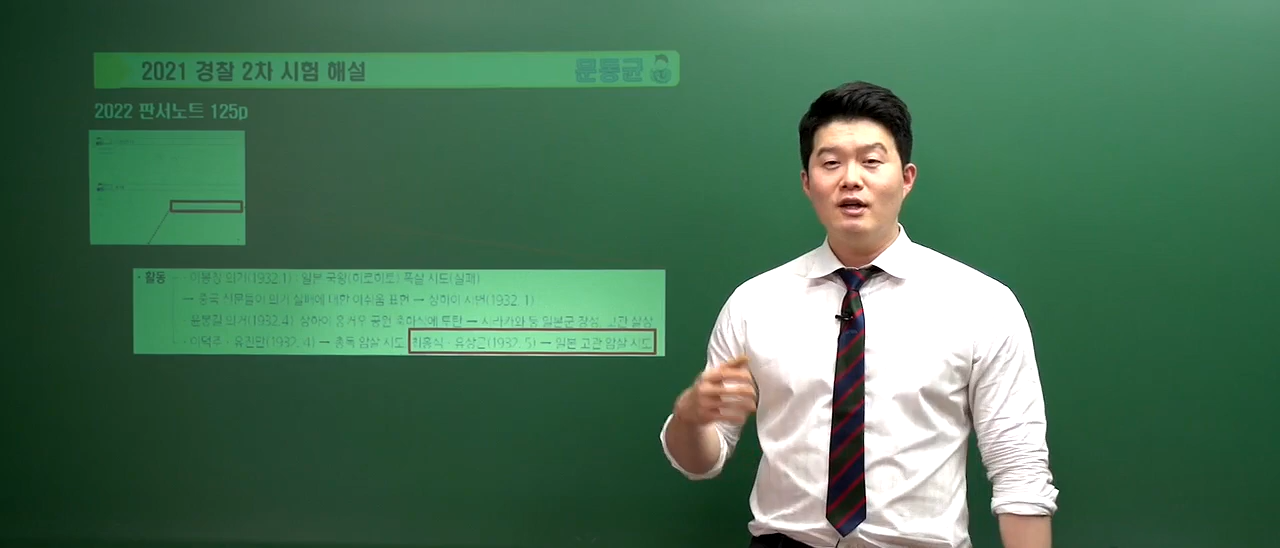 2021 경찰 2차 시험 해설 문동균
2022 판서노트 125p
· 활동 - 이봉창 의거(1932.1) : 일본 국왕(히로히토) 폭살 시도(실패)
→ 중국 신문들이 의거 실패에 대한 아쉬움 표현 → 상하이 사변(1932. 1)
윤봉길 의거(1932.4) 상하이 훙커우 공원 축하식에 투탄 → 시라카와 등 일본군 장성·고관 살상
- 이덕주·유진만(1932. 4) → 총독 암살 시도, 최흥식·유상근(1932. 5) → 일본 고관 암살 시도